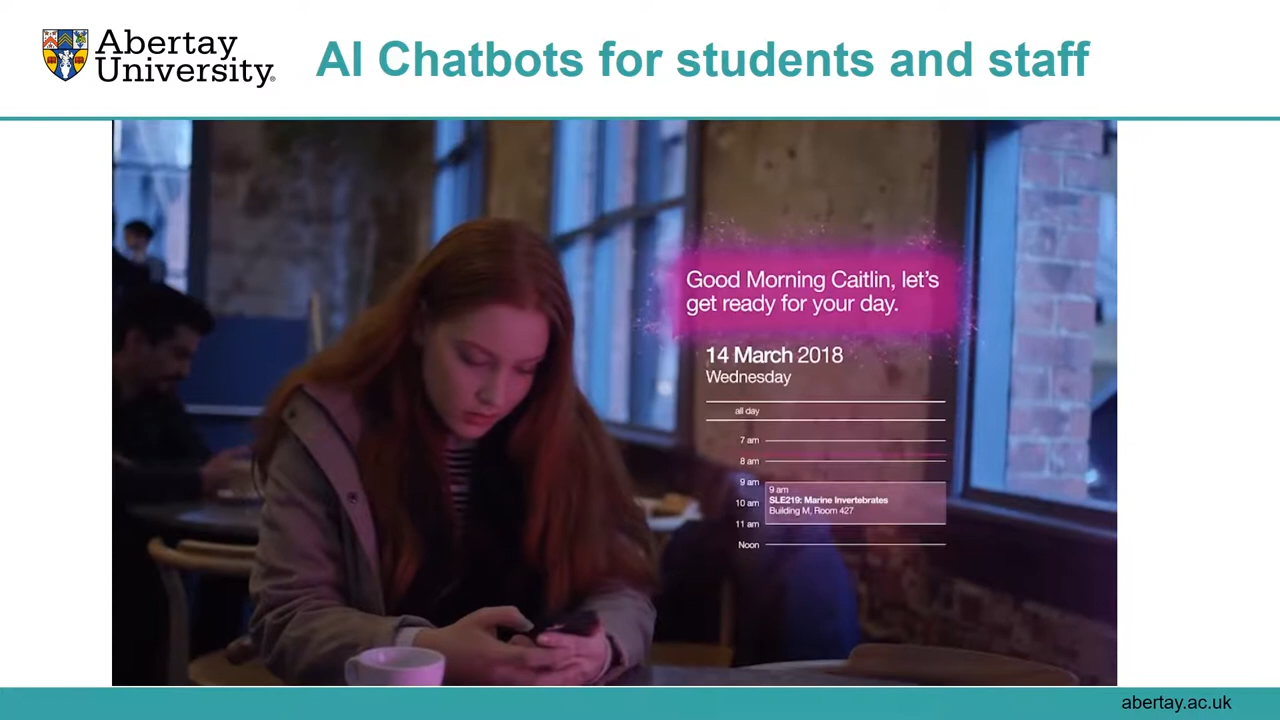 Abertay
University
AI Chatbots for students and staff
Good Morning Caitlin, let's
get ready for your day.
14 March 2018
Wednesday
all day
7 am
8 am
9 am
9 am
SLE219: Marine Invertebrates
10 am
Building M, Room 427
11 am
Noon
abertay.ac.uk